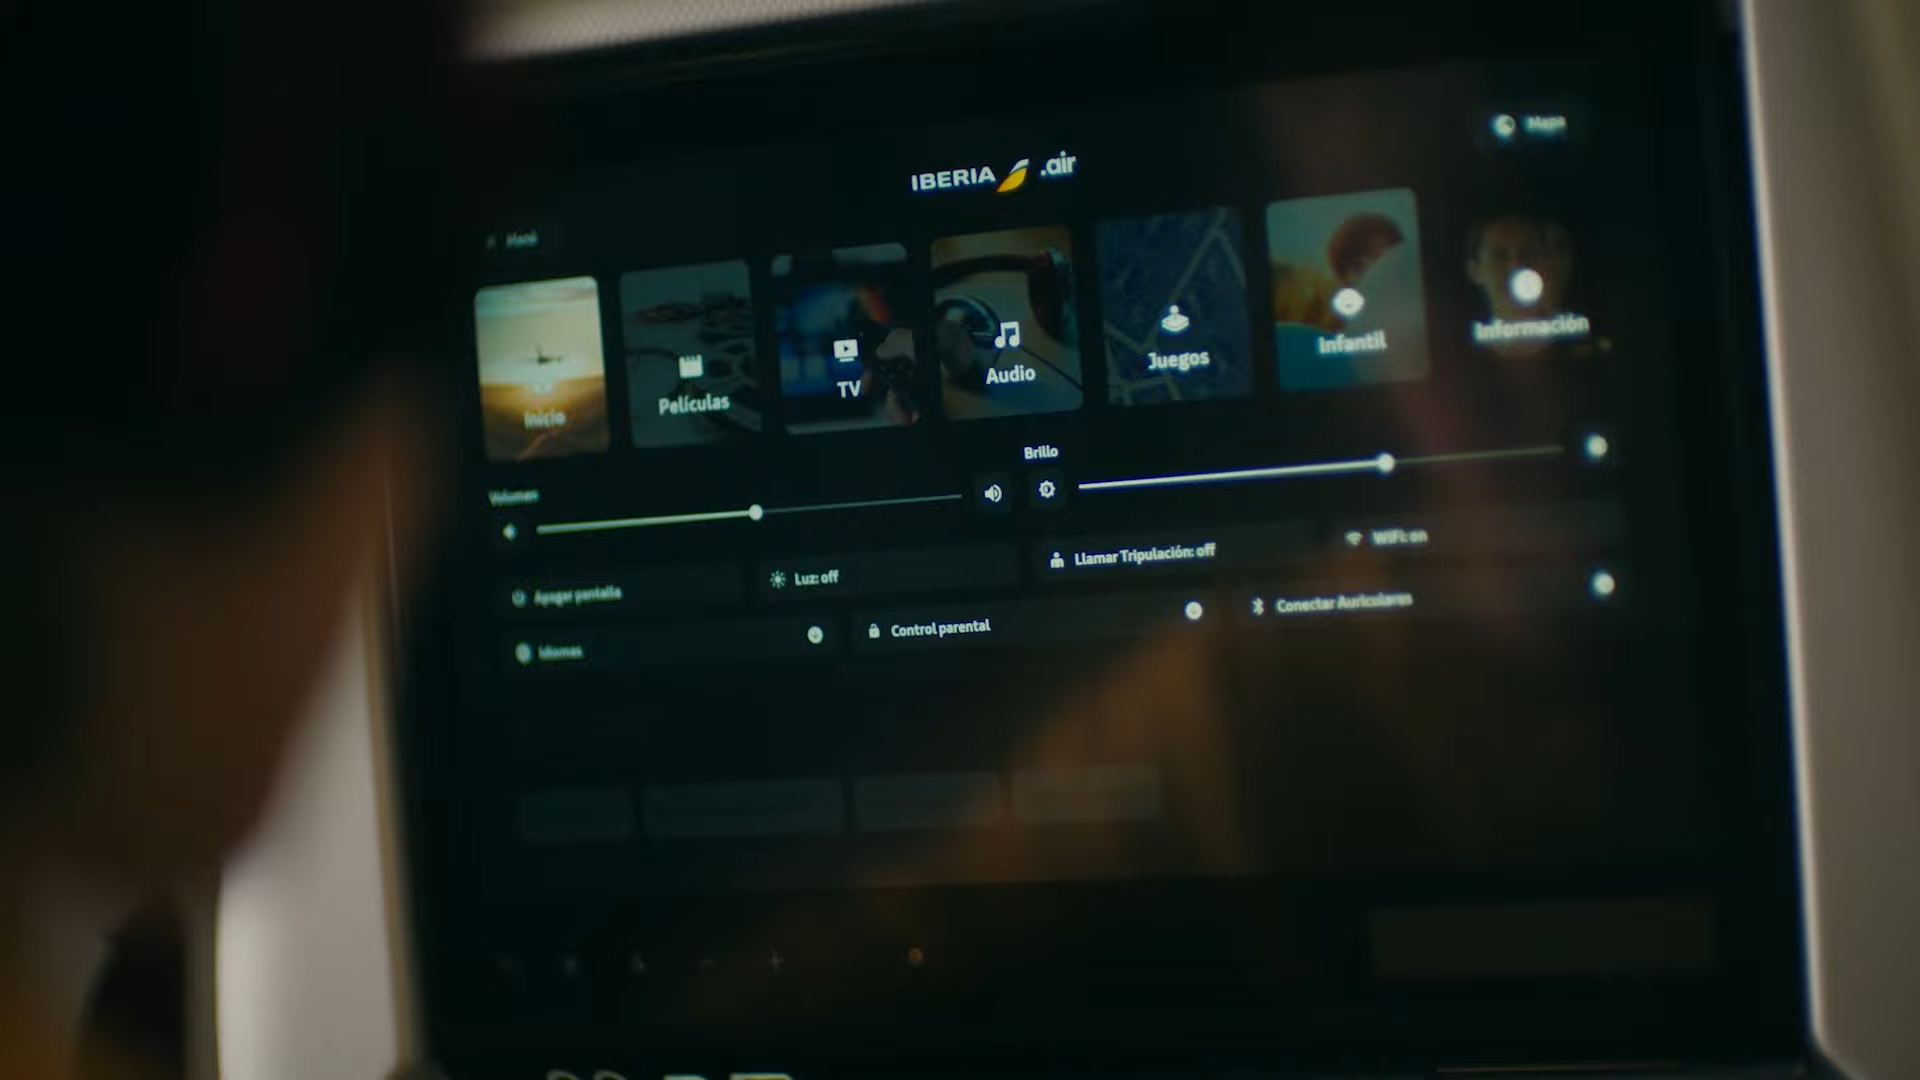 Mapa
IBERIA .air
Menú
Inicio
Películas
TV
Audio
Juegos
Infantil
Información
Volumen
Brillo
Apagar pantalla
Luz: off
Llamar Tripulación: off
WiFi: on
Idiomas
Control parental
Conectar Auriculares